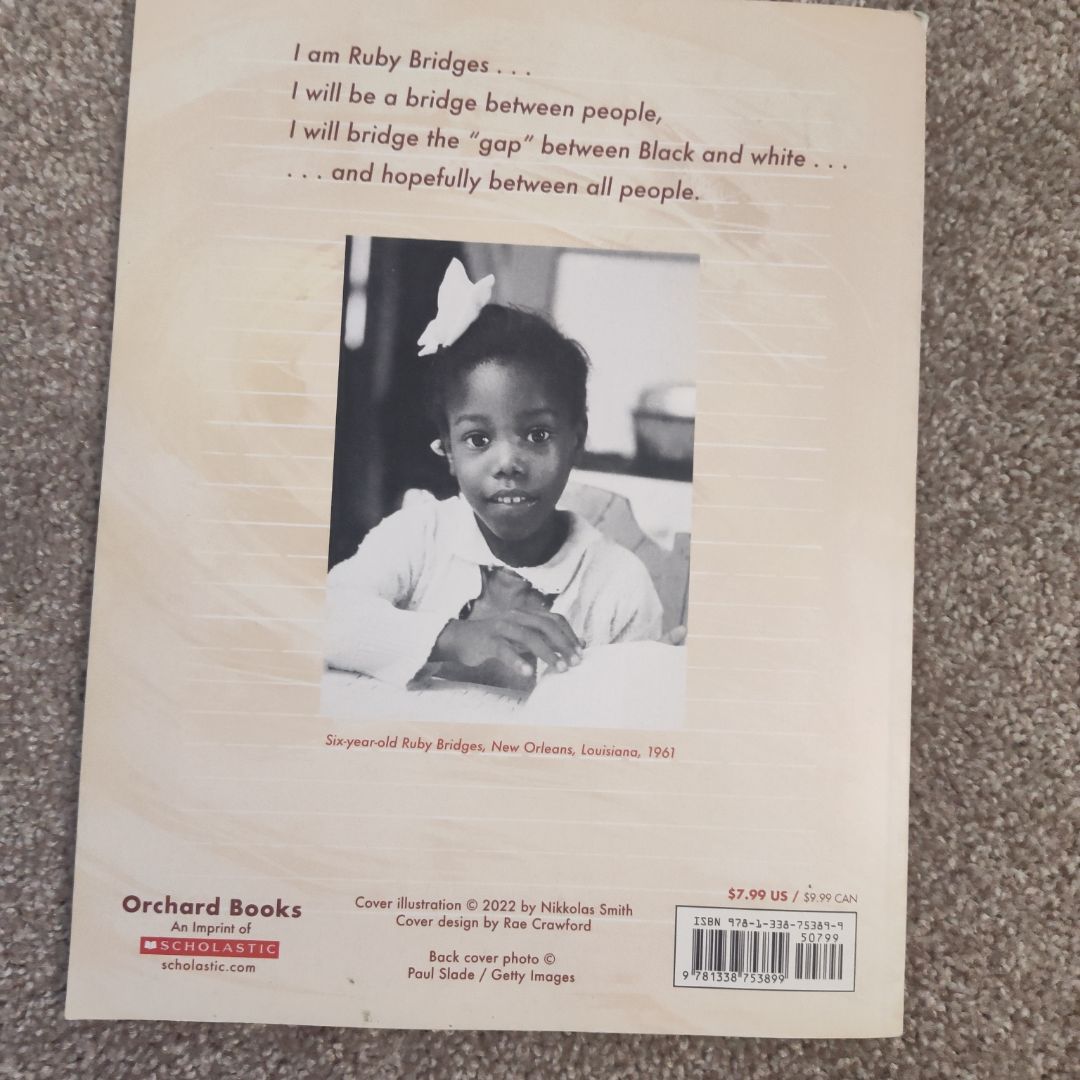 I am Ruby Bridges . . .
I will be a bridge between people,
I will bridge the “gap” between Black and white . . .
. . . and hopefully between all people.
Six-year-old Ruby Bridges, New Orleans, Louisiana, 1961
Orchard Books
An Imprint of
SCHOLASTIC
scholastic.com
Cover illustration © 2022 by Nikkolas Smith
Cover design by Rae Crawford
Back cover photo ©
Paul Slade / Getty Images
$7.99 US / $9.99 CAN
ISBN 978-1-338-75389-9
50799
9 781338 753899